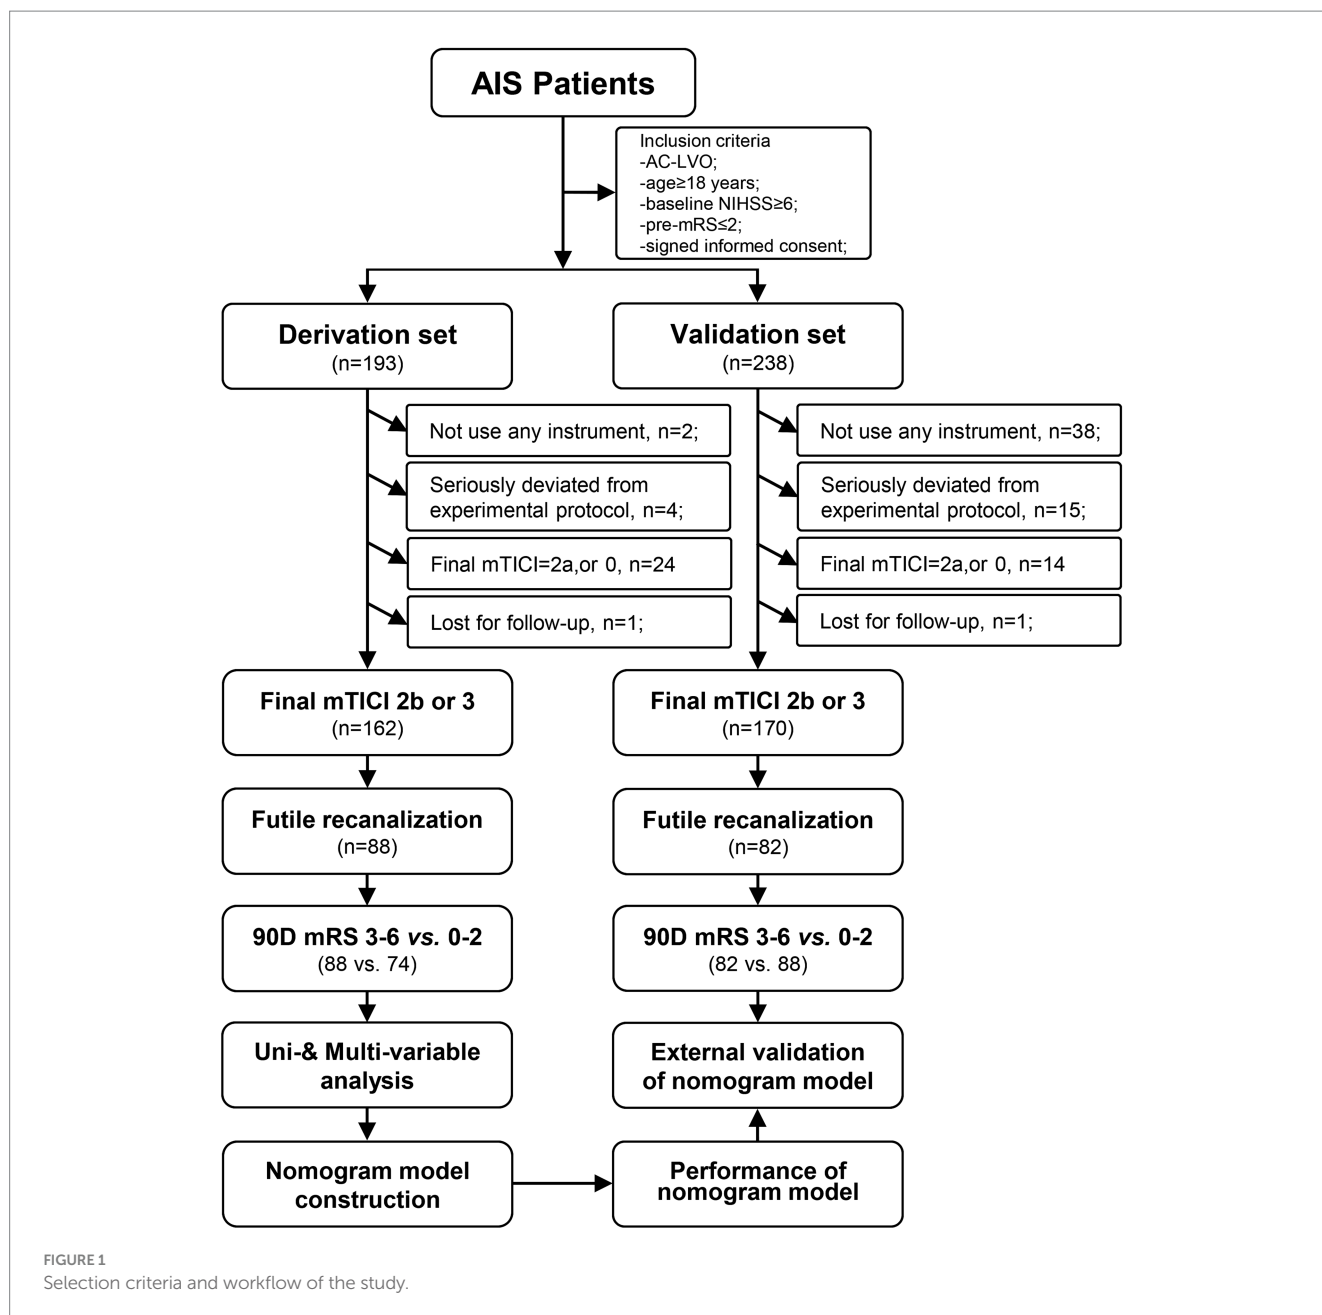 AIS Patients
Inclusion criteria
-AC-LVO;
-age≥18 years;
-baseline NIHSS≥6;
-pre-mRS≤2;
-signed informed consent;
Derivation set
(n=193)
Validation set
(n=238)
Not use any instrument, n=2;
Seriously deviated from
experimental protocol, n=4;
Final mTICI=2a,or 0, n=24
Lost for follow-up, n=1;
Not use any instrument, n=38;
Seriously deviated from
experimental protocol, n=15;
Final mTICI=2a,or 0, n=14
Lost for follow-up, n=1;
Final mTICI 2b or 3
(n=162)
Final mTICI 2b or 3
(n=170)
Futile recanalization
(n=88)
Futile recanalization
(n=82)
90D mRS 3-6 vs. 0-2
(88 vs. 74)
90D mRS 3-6 vs. 0-2
(82 vs. 88)
Uni-& Multi-variable
analysis
External validation
of nomogram model
Nomogram model
construction
Performance of
nomogram model
FIGURE 1
Selection criteria and workflow of the study.